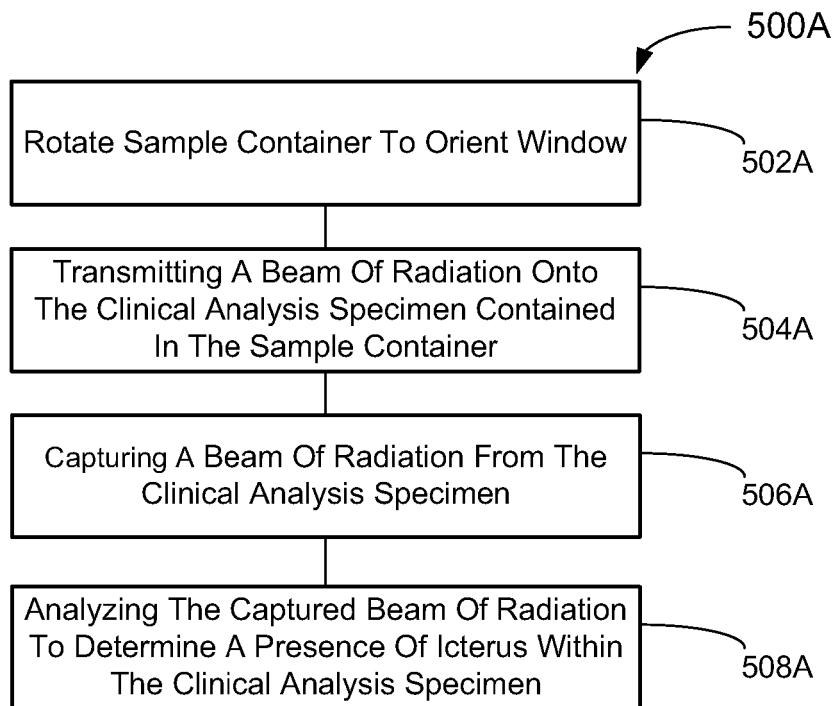 500A
Rotate Sample Container To Orient Window
502A
Transmitting A Beam Of Radiation Onto
The Clinical Analysis Specimen Contained
In The Sample Container
504A
Capturing A Beam Of Radiation From The
Clinical Analysis Specimen
506A
Analyzing The Captured Beam Of Radiation
To Determine A Presence Of Icterus Within
The Clinical Analysis Specimen
508A